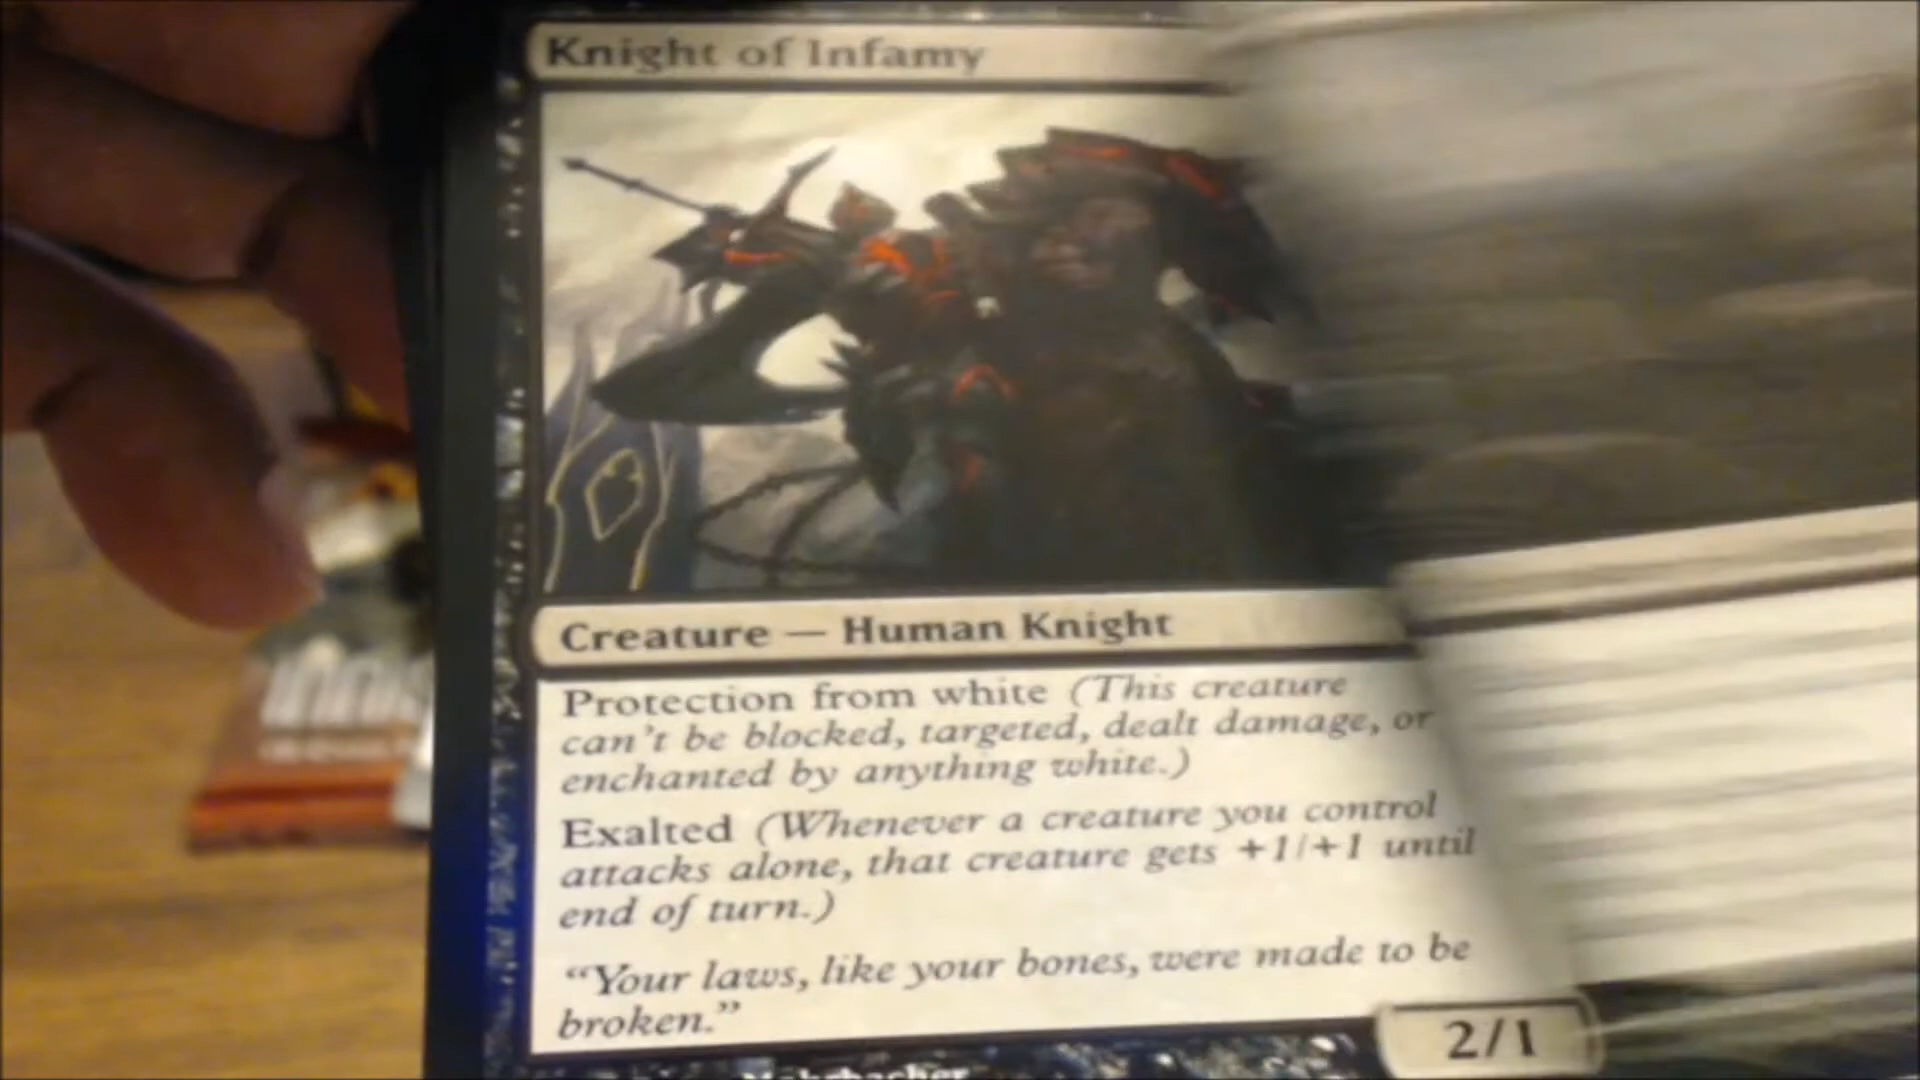 Knight of Infamy
Creature — Human Knight
Protection from white (This creature
can't be blocked, targeted, dealt damage, or
enchanted by anything white.)
Exalted (Whenever a creature you control
attacks alone, that creature gets +1/+1 until
end of turn.)
"Your laws, like your bones, were made to be
broken."
2/1